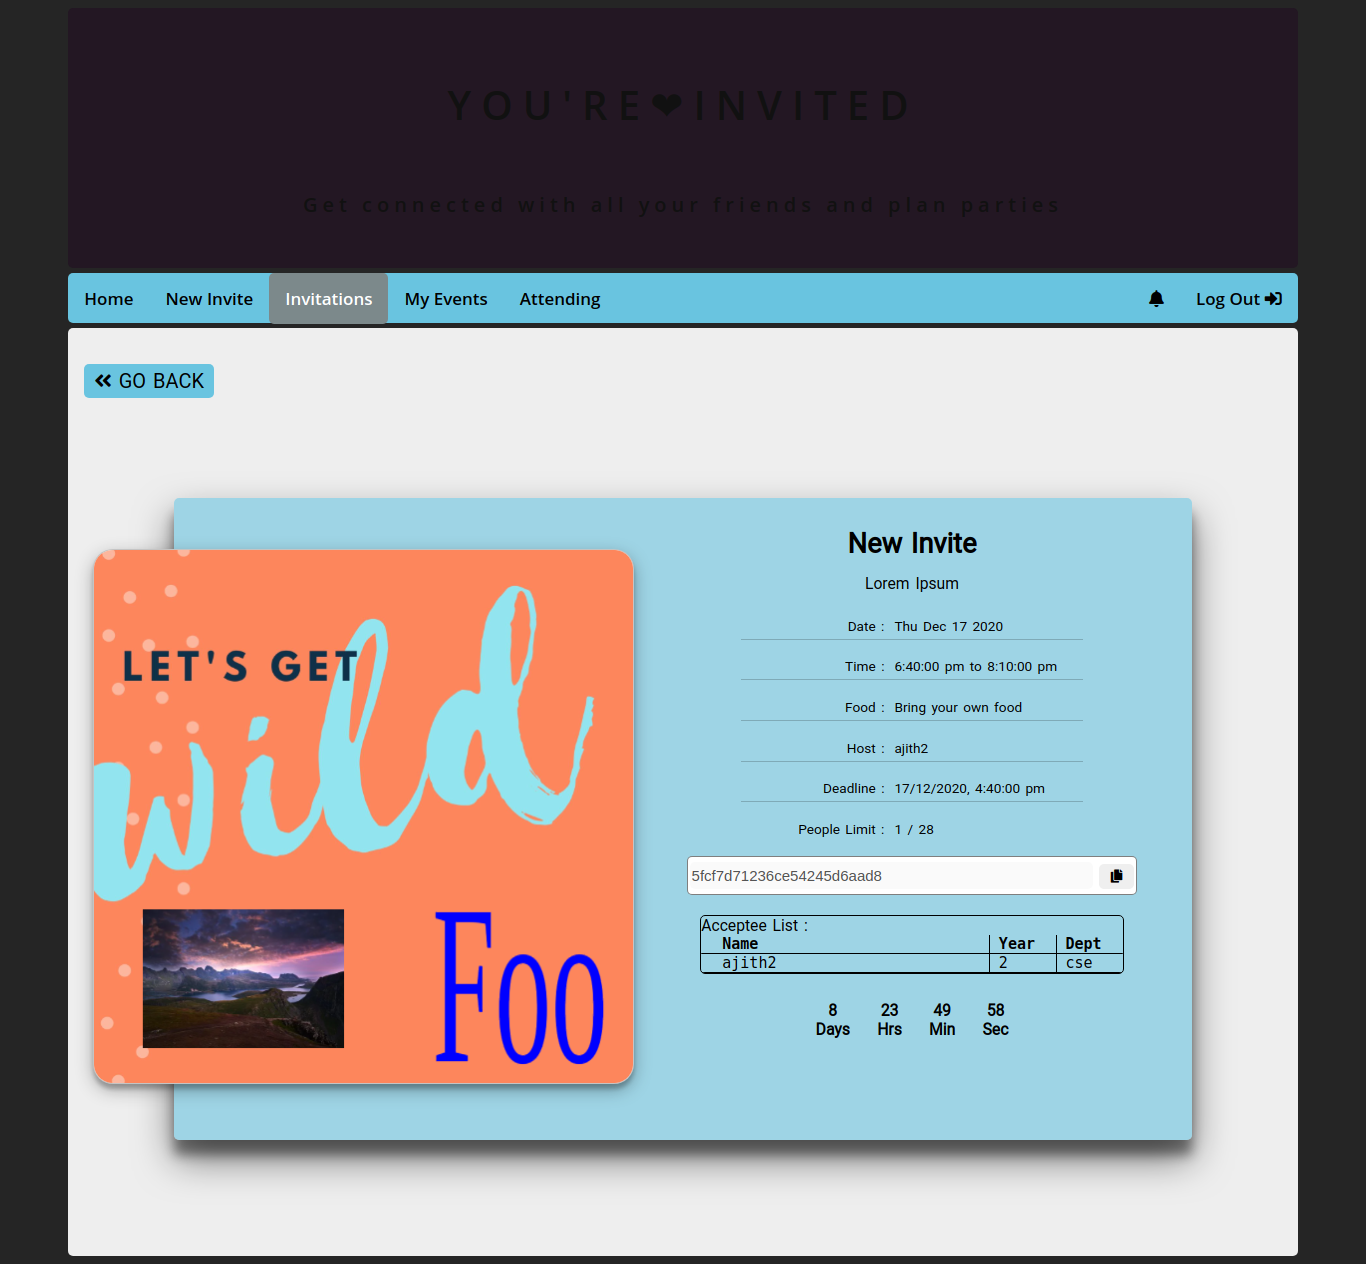 YOU'RE❤INVITED
Get connected with all your friends and plan parties
Home New Invite Invitations My Events Attending Log Out
GO BACK
LET'S GET
wild
Foo
New Invite
Lorem Ipsum
Date : Thu Dec 17 2020
Time : 6:40:00 pm to 8:10:00 pm
Food : Bring your own food
Host : ajith2
Deadline : 17/12/2020, 4:40:00 pm
People Limit : 1 / 28
5fcf7d71236ce54245d6aad8
Acceptee List :
Name Year Dept
ajith2 2 cse
8 23 49 58
Days Hrs Min Sec